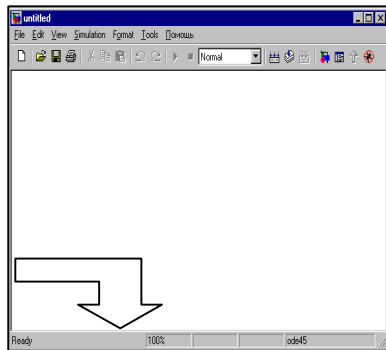 untitled
File Edit View Simulation Format Tools Помощь
Normal
Ready 100% ode45